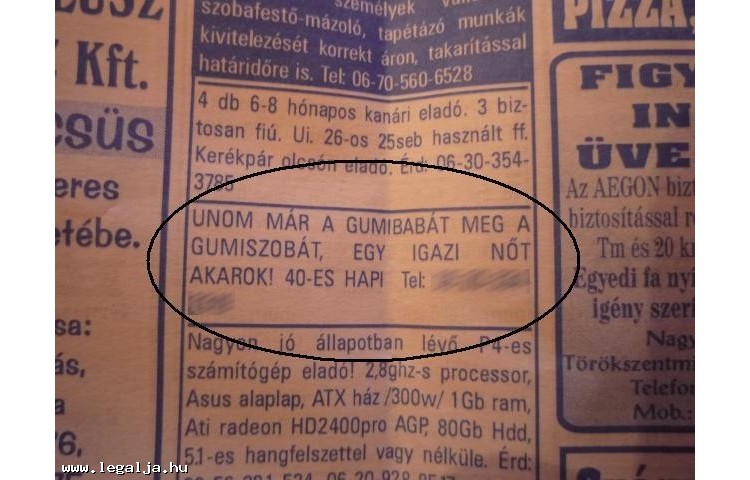 személyek
szobafestő-mázoló, tapétázó munkák
kivitelezését korrekt áron, takarítással
határidőre is. Tel: 06-70-560-6528
4 db 6-8 hónapos kanári eladó. 3 biz-
tosan fiú. Ui. 26-os 25seb használt ff.
Kerékpár olcsón eladó. Érd: 06-30-354-
3785
UNOM MÁR A GUMIBABÁT MEG A
GUMISZOBÁT, EGY IGAZI NŐT
AKAROK! 40-ES HAPI Tel:
Nagyon jó állapotban lévő P4-es
számítógép eladó! 2,8ghz-s processor,
Asus alaplap, ATX ház /300w/ 1Gb ram,
Ati radeon HD2400pro AGP, 80Gb Hdd,
5.1-es hangfelszettel vagy nélküle. Érd:
Kft.
csüs
eres
etébe.
sa:
ás,
a
PIZZA,
FIGY
IN
ÜVE
Az AEGON bizt
biztosítással r
Tm és 20 k
Egyedi fa nyí
igény szeri
Nagy
Törökszentmi
Telefo
Mob.:
www.legalja.hu